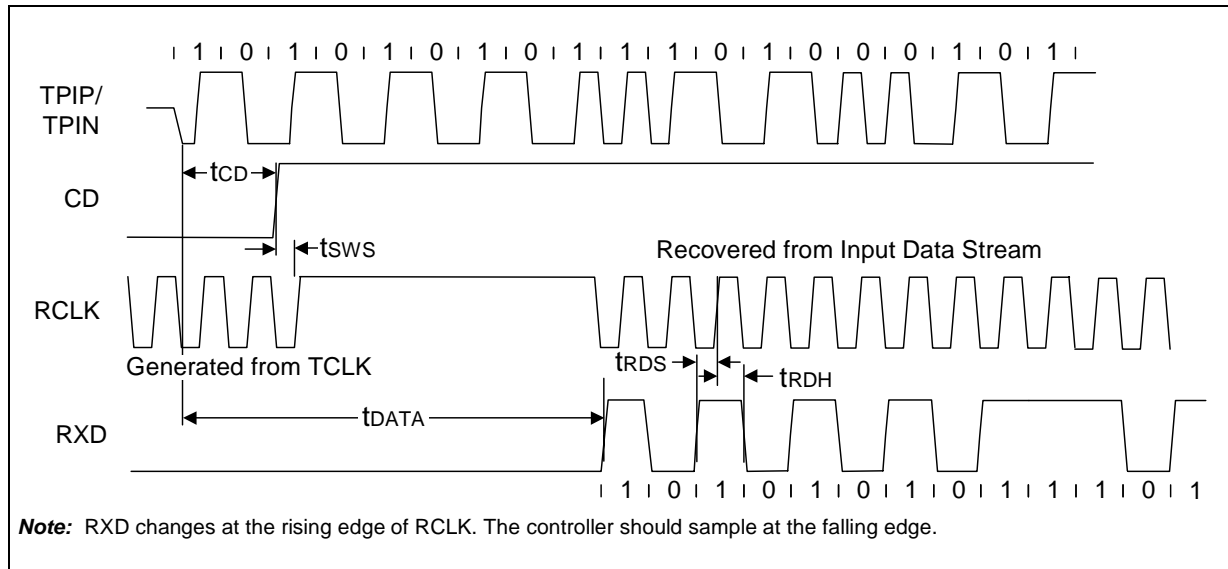 ı 1 ı 0 ı 1 ı 0 ı 1 ı 0 ı 1 ı 0 ı 1 ı 1 ı 1 ı 0 ı 1 ı 0 ı 0 ı 0 ı 1 ı 0 ı 1 ı
TPIP/
TPIN
tCD
CD
tSWS
Recovered from Input Data Stream
RCLK
Generated from TCLK
tRDS
tRDH
tDATA
RXD
ı 1 ı 0 ı 1 ı 0 ı 1 ı 0 ı 1 ı 0 ı 1 ı 1 ı 1 ı 0 ı 1
Note: RXD changes at the rising edge of RCLK. The controller should sample at the falling edge.